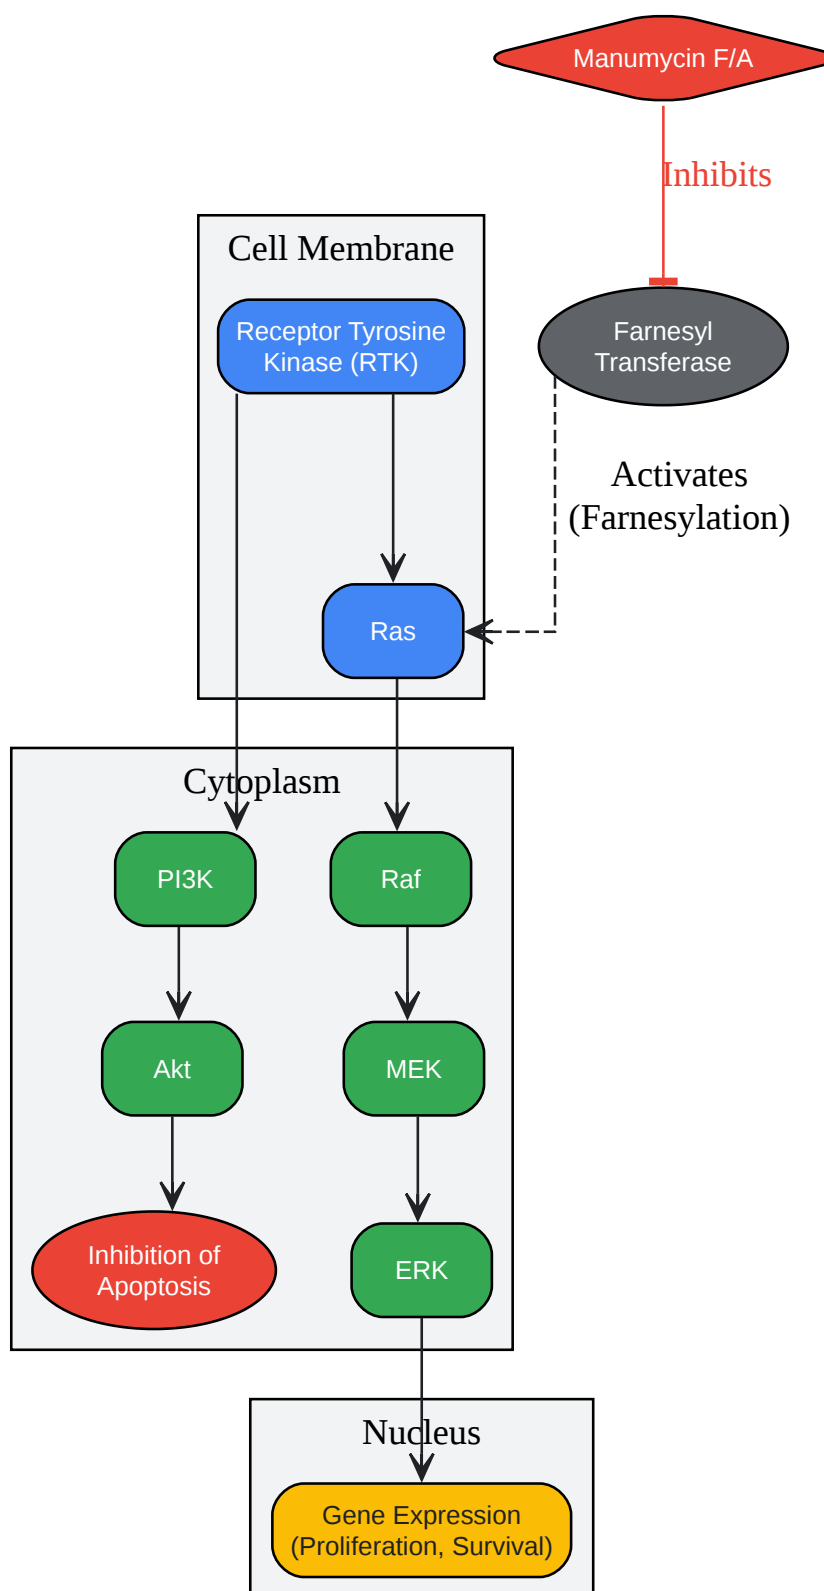 Manumycin F/A
Inhibits
Cell Membrane
Receptor Tyrosine
Kinase (RTK)
Farnesyl
Transferase
Activates
(Farnesylation)
Ras
Cytoplasm
PI3K
Raf
Akt
MEK
Inhibition of
Apoptosis
ERK
Nucleus
Gene Expression
(Proliferation, Survival)